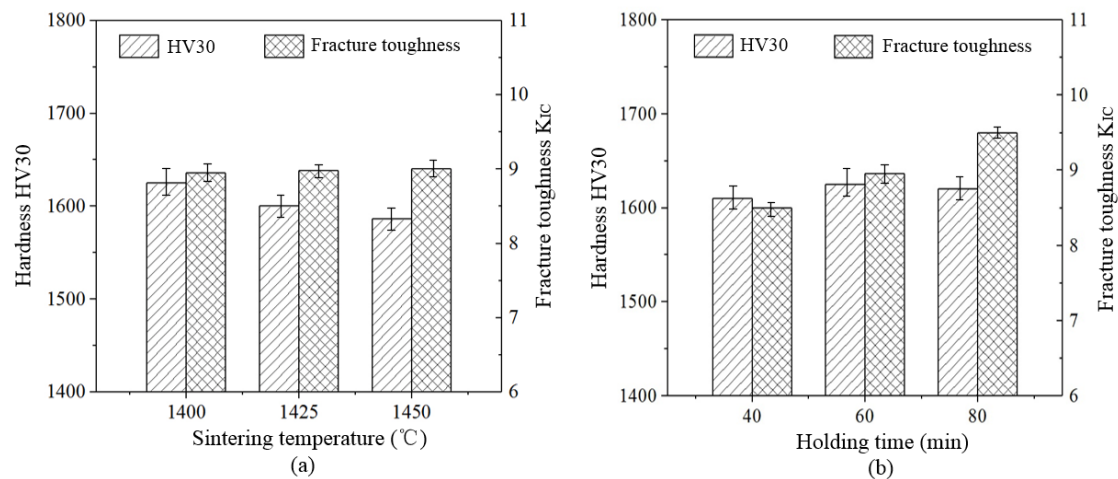 1800
1700
1600
1500
1400
Hardness HV30
HV30
Fracture toughness
11
10
9
8
7
6
Fracture toughness KIC
1400
1425
1450
Sintering temperature (℃)
(a)
1800
1700
1600
1500
1400
Hardness HV30
HV30
Fracture toughness
11
10
9
8
7
6
Fracture toughness KIC
40
60
80
Holding time (min)
(b)